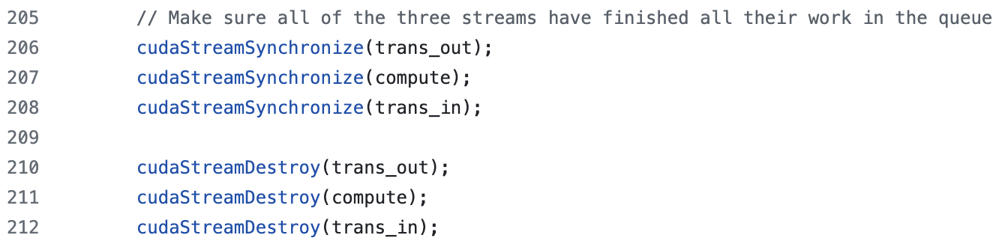 205 // Make sure all of the three streams have finished all their work in the queue
206 cudaStreamSynchronize(trans_out);
207 cudaStreamSynchronize(compute);
208 cudaStreamSynchronize(trans_in);
209
210 cudaStreamDestroy(trans_out);
211 cudaStreamDestroy(compute);
212 cudaStreamDestroy(trans_in);